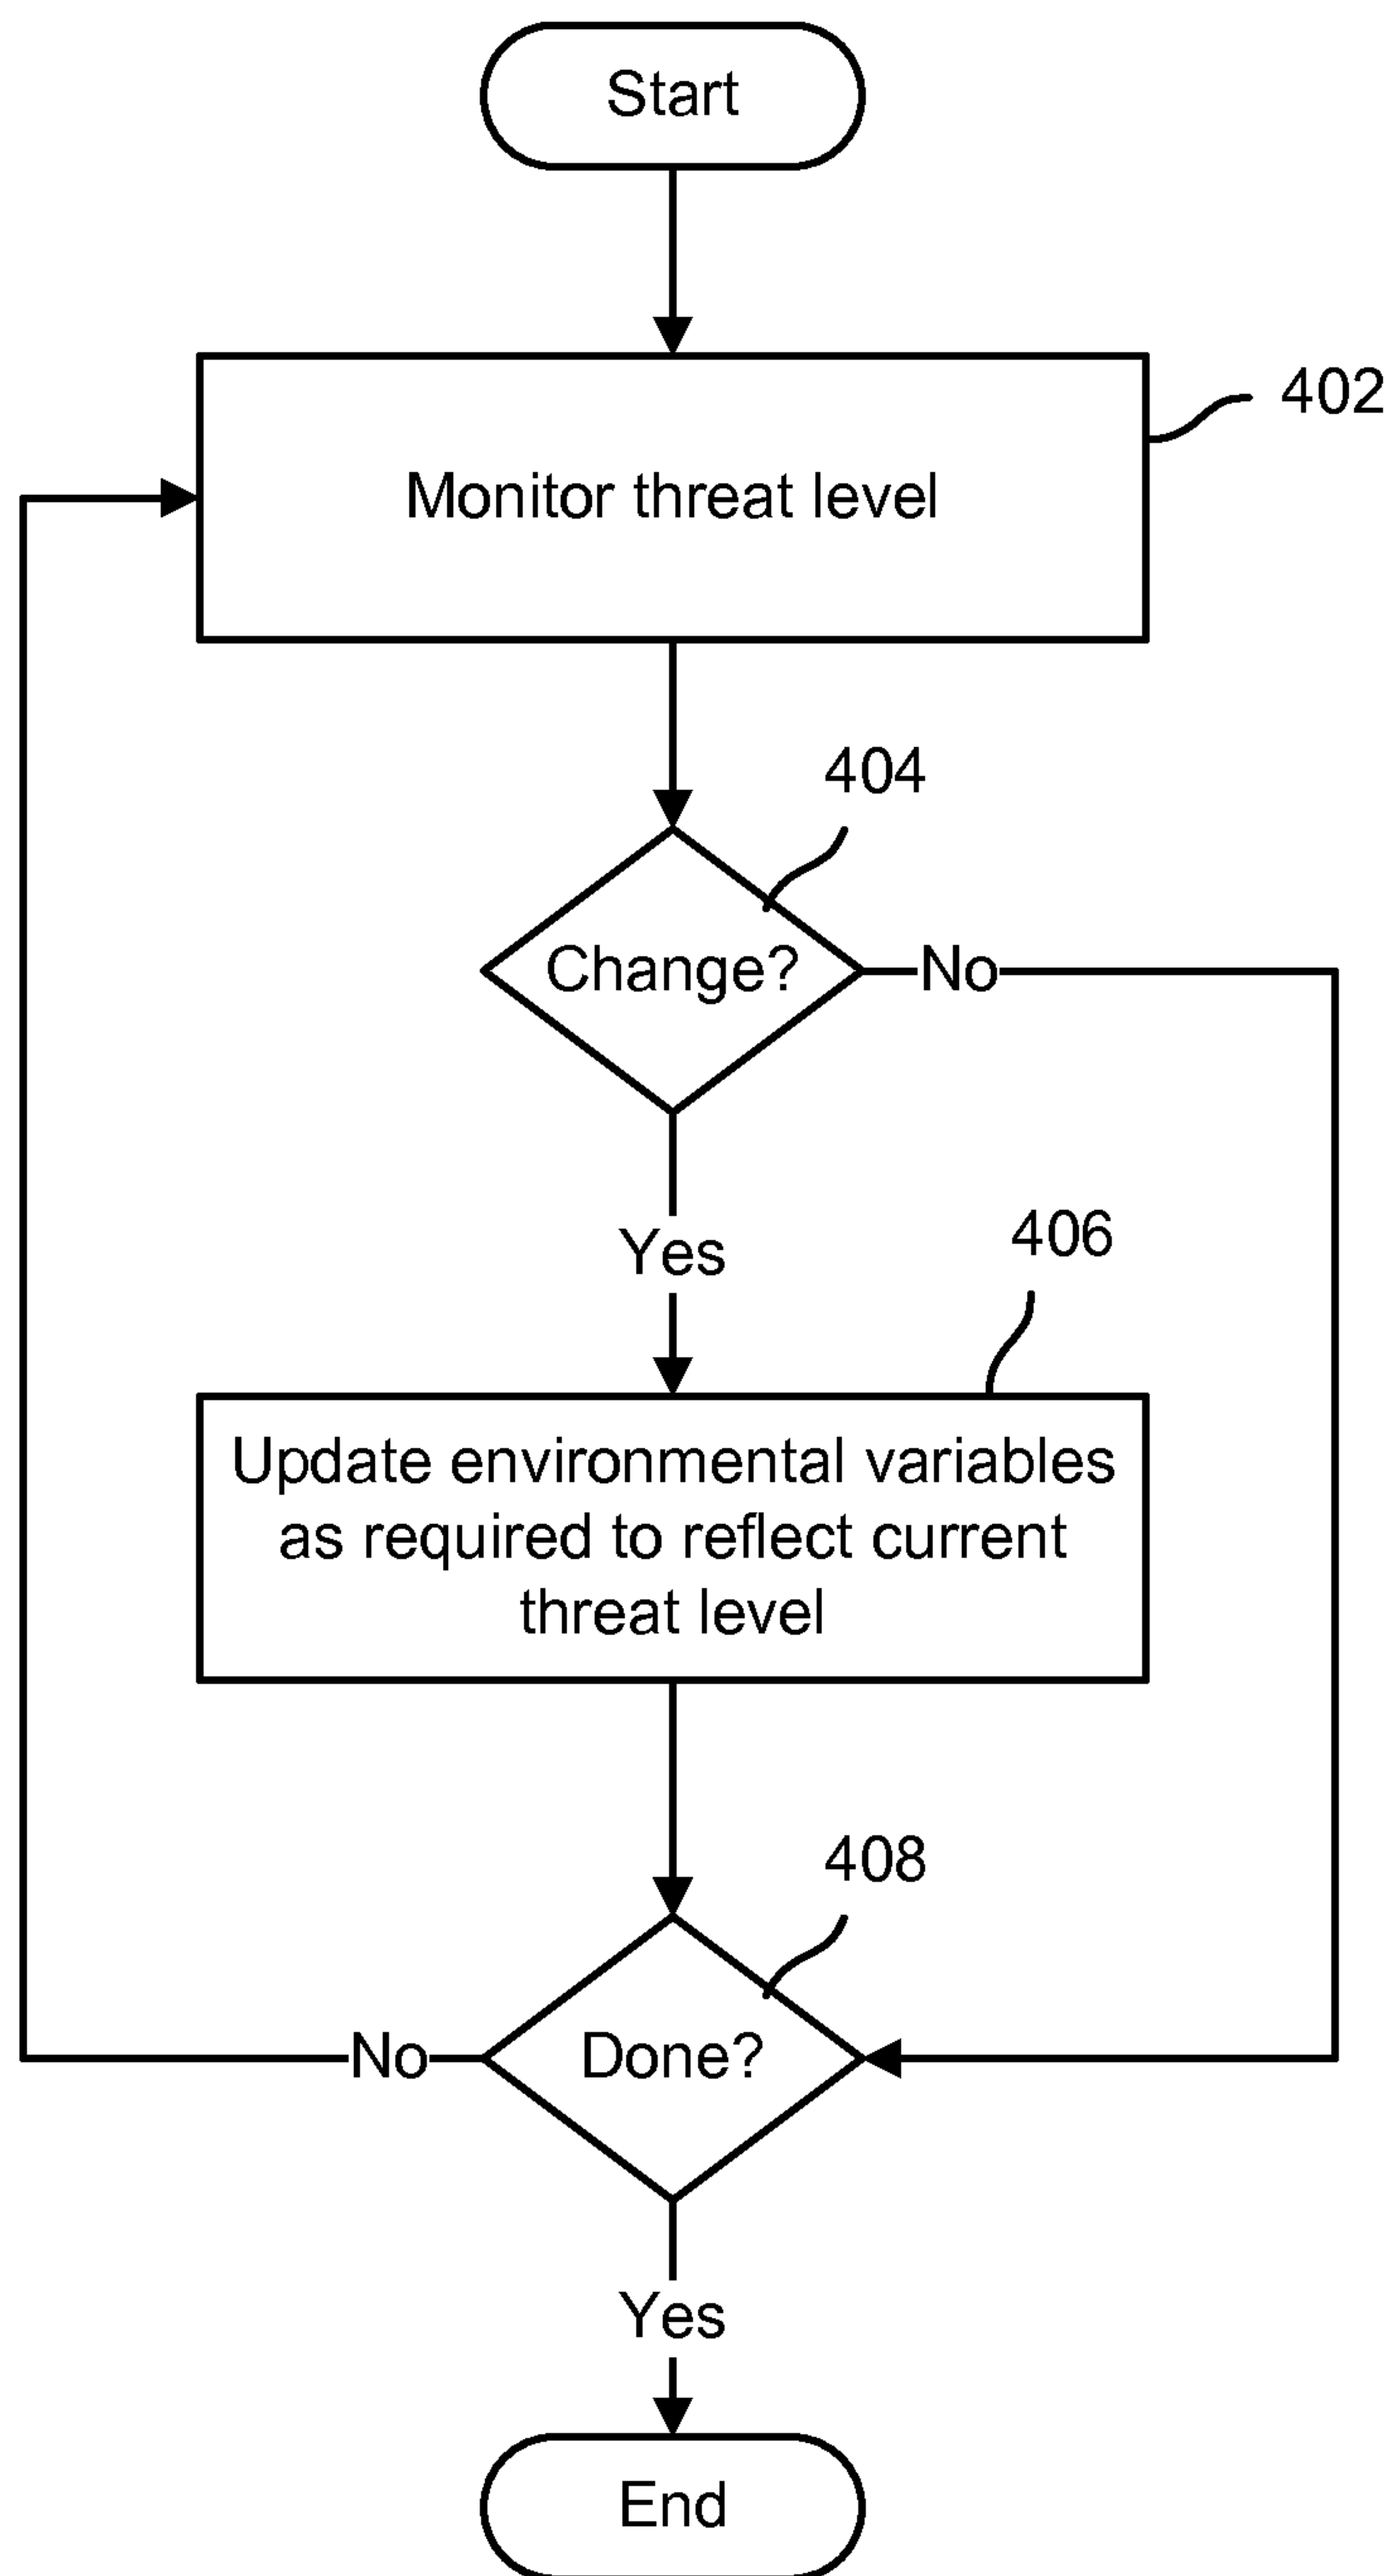 Start
402
Monitor threat level
404
Change?
No
Yes
406
Update environmental variables
as required to reflect current
threat level
408
Done?
No
Yes
End